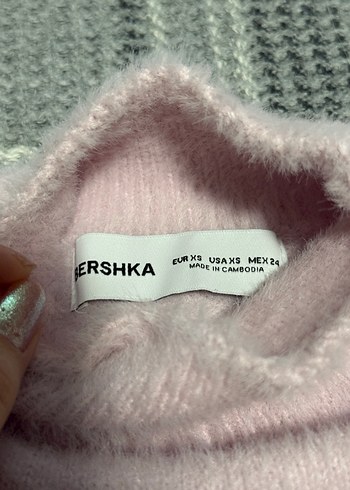 BERSHKA
EUR XS USA XS MEX 24
MADE IN CAMBODIA